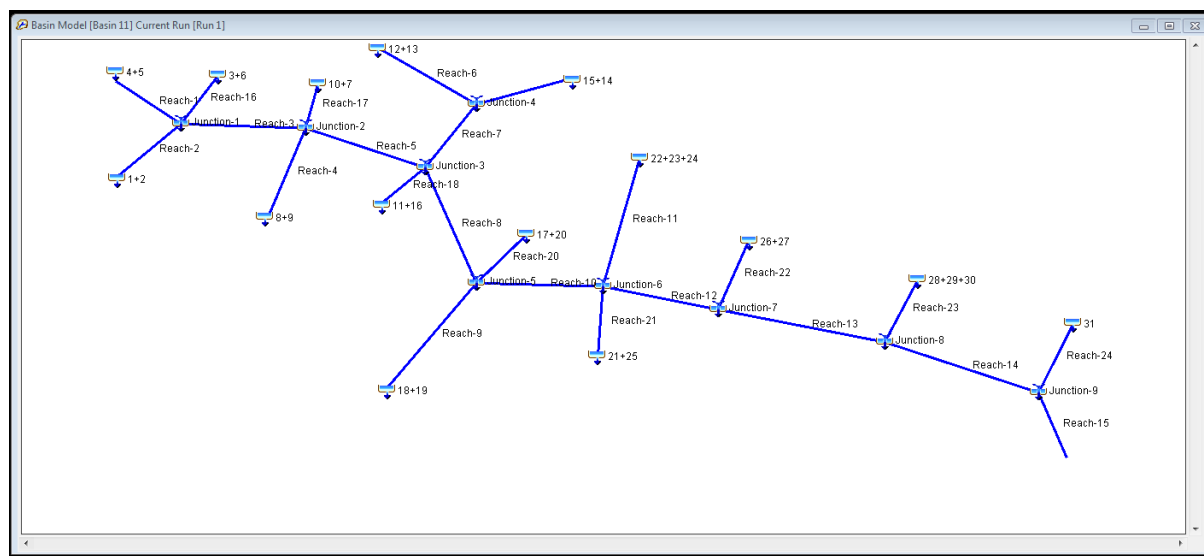 Basin Model [Basin 11] Current Run [Run 1]
12+13
4+5
3+6
Reach-6
15+14
10+7
Reach-1
Reach-16
Reach-17
Junction-4
Junction-1
Reach-3
Junction-2
Reach-7
Reach-2
Reach-5
22+23+24
Junction-3
Reach-4
1+2
Reach-18
11+16
8+9
Reach-11
Reach-8
17+20
26+27
Reach-20
Reach-22
28+29+30
Junction-5
Reach-10
Junction-6
Reach-12
Junction-7
Reach-23
Reach-21
Reach-13
31
Reach-9
Junction-8
21+25
Reach-24
Reach-14
18+19
Junction-9
Reach-15